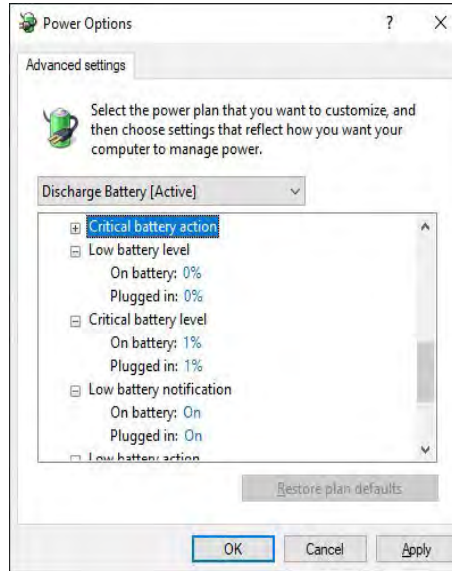 Power Options
Advanced settings
Select the power plan that you want to customize, and
then choose settings that reflect how you want your
computer to manage power.
Discharge Battery [Active]
Critical battery action
Low battery level
On battery: 0%
Plugged in: 0%
Critical battery level
On battery: 1%
Plugged in: 1%
Low battery notification
On battery: On
Plugged in: On
Low battery action
Restore plan defaults
OK Cancel Apply